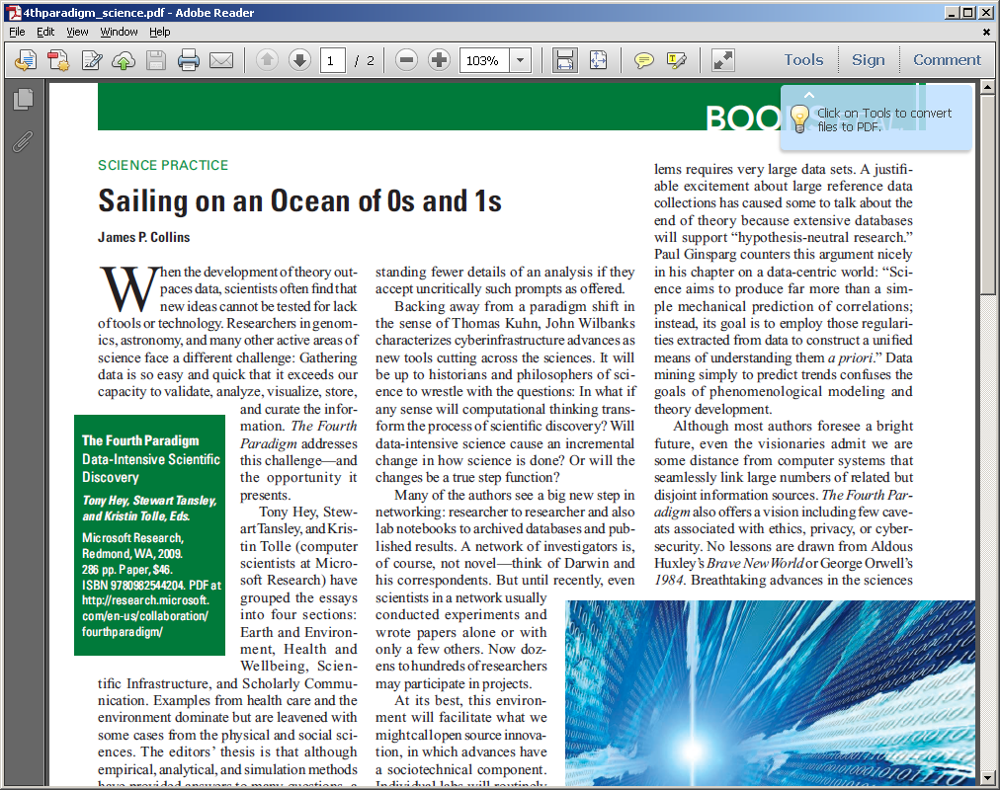 4thparadigm_science.pdf - Adobe Reader
File Edit View Window Help
1 / 2 103% Tools Sign Comment
Click on Tools to convert
files to PDF.
SCIENCE PRACTICE
Sailing on an Ocean of 0s and 1s
James P. Collins
When the development of theory out-
paces data, scientists often find that
new ideas cannot be tested for lack
of tools or technology. Researchers in genom-
ics, astronomy, and many other active areas of
science face a different challenge: Gathering
data is so easy and quick that it exceeds our
capacity to validate, analyze, visualize, store,
and curate the infor-
mation. The Fourth
Paradigm addresses
this challenge—and
the opportunity it
presents.
Tony Hey, Stew-
art Tansley, and Kris-
tin Tolle (computer
scientists at Micro-
soft Research) have
grouped the essays
into four sections:
Earth and Environ-
ment, Health and
Wellbeing, Scien-
tific Infrastructure, and Scholarly Commu-
nication. Examples from health care and the
environment dominate but are leavened with
some cases from the physical and social sci-
ences. The editors’ thesis is that although
empirical, analytical, and simulation methods
have provided answers to many questions, a
The Fourth Paradigm
Data-Intensive Scientific
Discovery
Tony Hey, Stewart Tansley,
and Kristin Tolle, Eds.
Microsoft Research,
Redmond, WA, 2009.
286 pp. Paper, $46.
ISBN 9780982544204. PDF at
http://research.microsoft.
com/en-us/collaboration/
fourthparadigm/
standing fewer details of an analysis if they
accept uncritically such prompts as offered.
Backing away from a paradigm shift in
the sense of Thomas Kuhn, John Wilbanks
characterizes cyberinfrastructure advances as
new tools cutting across the sciences. It will
be up to historians and philosophers of sci-
ence to wrestle with the questions: In what if
any sense will computational thinking trans-
form the process of scientific discovery? Will
data-intensive science cause an incremental
change in how science is done? Or will the
changes be a true step function?
Many of the authors see a big new step in
networking: researcher to researcher and also
lab notebooks to archived databases and pub-
lished results. A network of investigators is,
of course, not novel—think of Darwin and
his correspondents. But until recently, even
scientists in a network usually
conducted experiments and
wrote papers alone or with
only a few others. Now doz-
ens to hundreds of researchers
may participate in projects.
At its best, this environ-
ment will facilitate what we
might call open source innova-
tion, in which advances have
a sociotechnical component.
Individual labs will routinely
lems requires very large data sets. A justifi-
able excitement about large reference data
collections has caused some to talk about the
end of theory because extensive databases
will support “hypothesis-neutral research.”
Paul Ginsparg counters this argument nicely
in his chapter on a data-centric world: “Sci-
ence aims to produce far more than a sim-
ple mechanical prediction of correlations;
instead, its goal is to employ those regulari-
ties extracted from data to construct a unified
means of understanding them a priori.” Data
mining simply to predict trends confuses the
goals of phenomenological modeling and
theory development.
Although most authors foresee a bright
future, even the visionaries admit we are
some distance from computer systems that
seamlessly link large numbers of related but
disjoint information sources. The Fourth Par-
adigm also offers a vision including few cave-
ats associated with ethics, privacy, or cyber-
security. No lessons are drawn from Aldous
Huxley’s Brave New World or George Orwell’s
1984. Breathtaking advances in the sciences